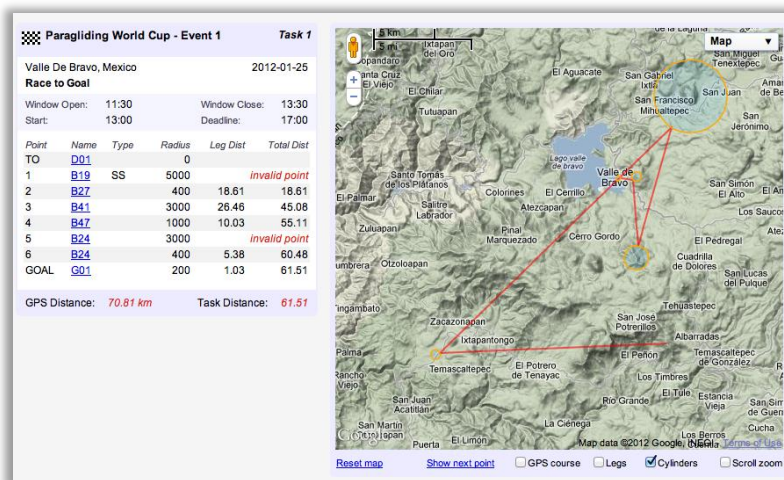 Paragliding World Cup - Event 1 Task 1
Valle De Bravo, Mexico 2012-01-25
Race to Goal
Window Open: 11:30 Window Close: 13:30
Start: 13:00 Deadline: 17:00
Point Name Type Radius Leg Dist Total Dist
TO D01 0
1 B19 SS 5000 invalid point
2 B27 400 18.61 18.61
3 B41 3000 26.46 45.08
4 B47 1000 10.03 55.11
5 B24 3000 invalid point
6 B24 400 5.38 60.48
GOAL G01 200 1.03 61.51
GPS Distance: 70.81 km Task Distance: 61.51
5 km
5 mi
Map
Ixtapan del Oro
San Miguel Tenextepec
Santa Cruz
El Viejo
El Chilar
El Aguacate
San Gabriel
San Juan
San Francisco Mihualtepec
Tutuapan
San Jerónimo
Lago valle de bravo
Santo Tomás de los Plátanos
Valle de Bravo
San Simón El Alto
El Palmar
Colorines
El Cerrillo
Salitre Labrador
Atezcapan
Los Saucos
Zuluapan
Pinal Marquezado
Cerro Gordo
El Pedregal
Otzoloapan
Cuadrilla de Dolores
San Lucas del Pulque
Tingambato
Tehuastepec
Zacazonapan
San José Potrerillos
Ixtapantongo
Albarradas
Palma
El Peñón
Temascaltepec
Temascaltepec de González
Rancho Viejo
El Potrero de Tenayac
Los Timbres
El Tule
San Juan Acatitlán
Rio Grande
Estancia Vieja
San Martin
La Ciénega
Cucha
Los Berros
Puerta
El Limón
Google
Map data ©2012 Google, INEGI - Terms of Use
Reset map Show next point GPS course Legs Cylinders Scroll zoom